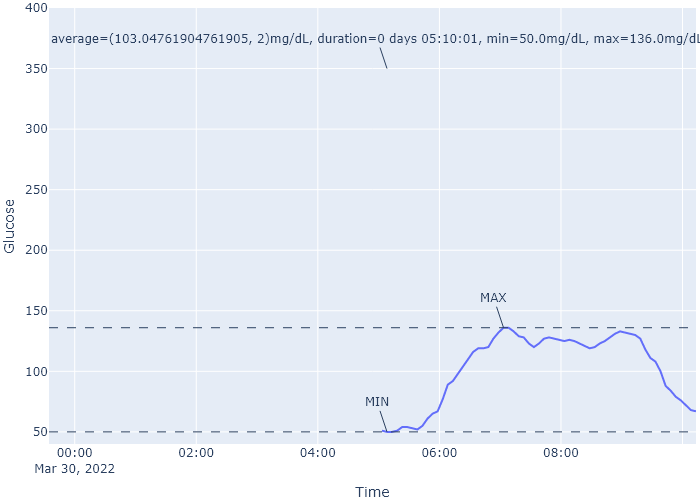 400
average=(103.04761904761905, 2)mg/dL, duration=0 days 05:10:01, min=50.0mg/dL, max=136.0mg/dL
350
300
250
Glucose
200
150
MAX
100
MIN
50
00:00 02:00 04:00 06:00 08:00
Mar 30, 2022
Time